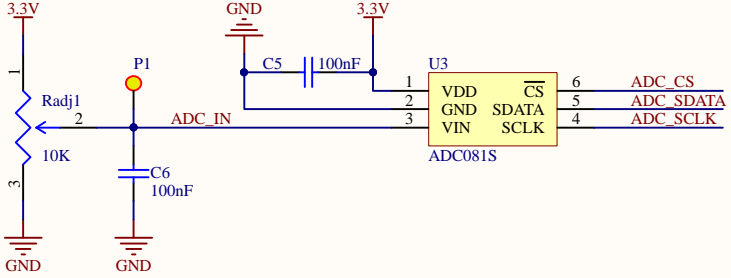 3.3V
GND
3.3V
P1
C5
100nF
U3
1
Radj1
2
10K
3
ADC_IN
C6
100nF
1
2
3
VDD
GND
VIN
CS
SDATA
SCLK
6
5
4
ADC_CS
ADC_SDATA
ADC_SCLK
ADC081S
GND
GND